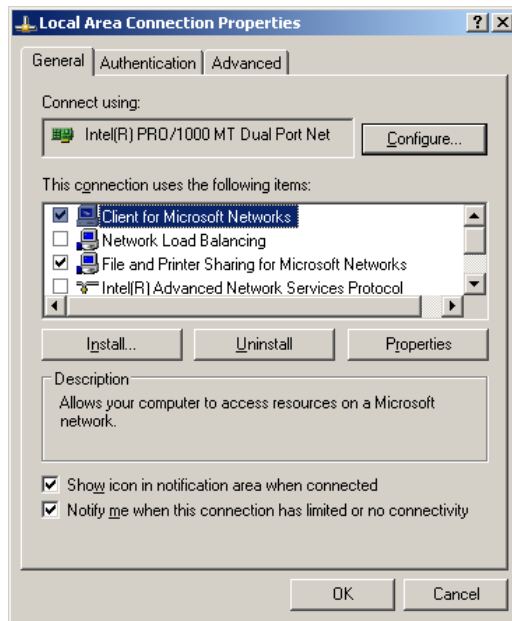 Local Area Connection Properties
General Authentication Advanced
Connect using:
Intel(R) PRO/1000 MT Dual Port Net Configure...
This connection uses the following items:
Client for Microsoft Networks
Network Load Balancing
File and Printer Sharing for Microsoft Networks
Intel(R) Advanced Network Services Protocol
Install... Uninstall Properties
Description
Allows your computer to access resources on a Microsoft
network.
Show icon in notification area when connected
Notify me when this connection has limited or no connectivity
OK Cancel